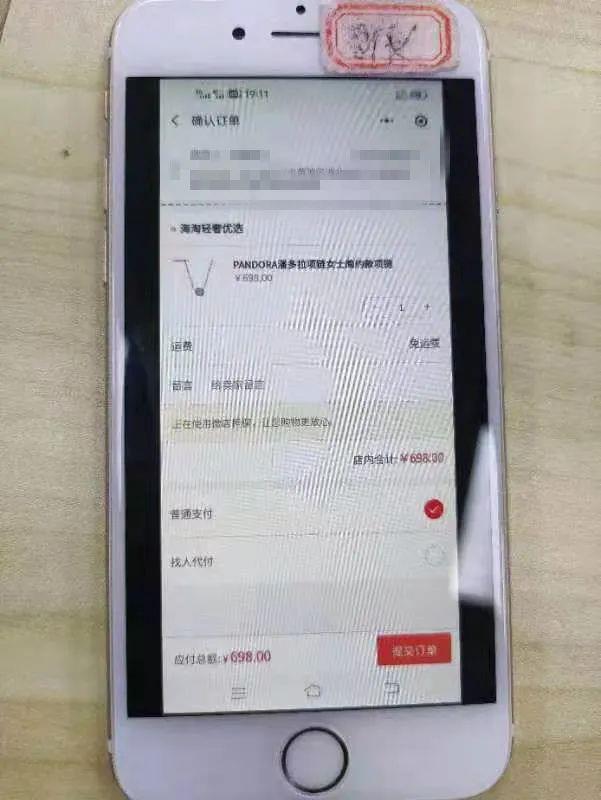 19:11
确认订单
海淘轻奢优选
PANDORA潘多拉项链女士简约款项链
¥698.00
- 1 +
运费 免运费
留言 给卖家留言
正在使用微店担保，让您购物更放心
店内合计:¥698.00
普通支付
找人代付
应付总额:¥698.00 提交订单